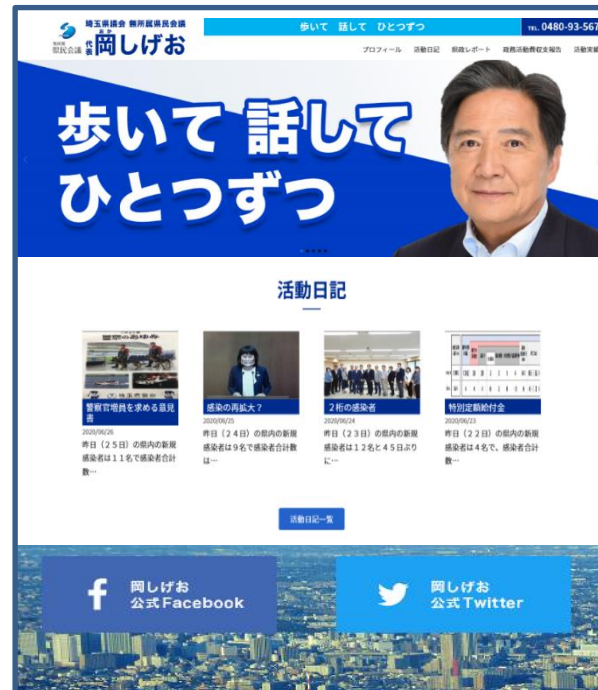 埼玉県議会 無所属県民会議
無所属
県民会議
代表
おか
岡しげお
歩いて 話して ひとつずつ
TEL. 0480-93-567
プロフィール 活動日記 県政レポート 政務活動費収支報告 活動実績
歩いて 話して
ひとつずつ
活動日記
警察官増員を求める意見
書
2020/06/26
昨日（２５日）の県内の新規
感染者は１１名で感染者合計
数…
感染の再拡大？
2020/06/25
昨日（２４日）の県内の新規
感染者は９名で感染者合計数
は…
２桁の感染者
2020/06/24
昨日（２３日）の県内の新規
感染者は１２名と４５日ぶり
に…
特別定額給付金
2020/06/23
昨日（２２日）の県内の新規
感染者は４名で、感染者合計
数…
活動日記一覧
岡しげお
公式Facebook
岡しげお
公式Twitter